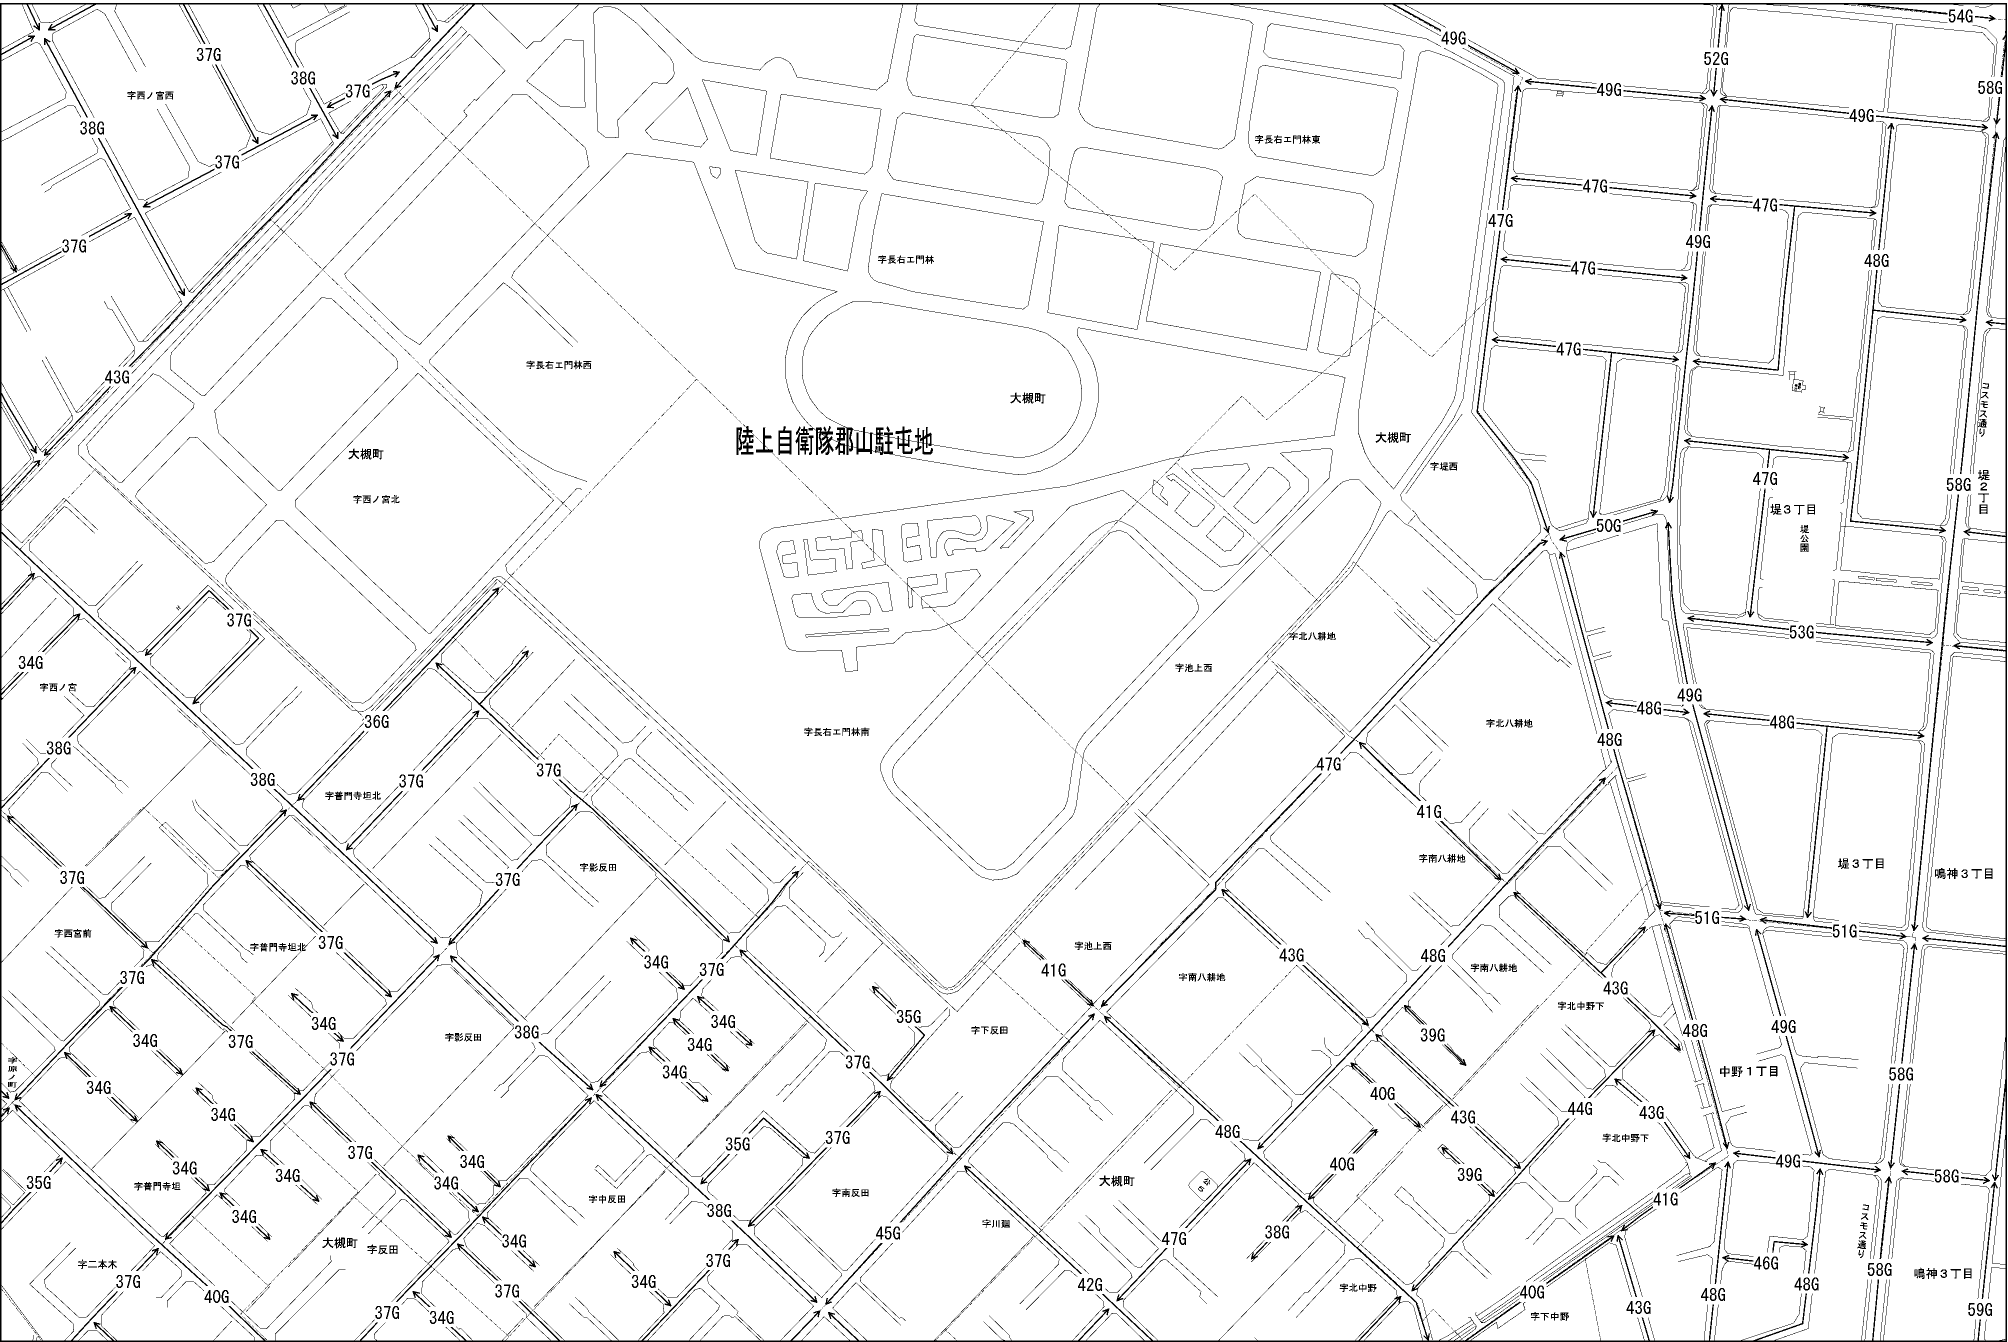 54G
49G
37G
52G
38G
58G
37G
49G
字西ノ宮西
49G
38G
字長右エ門林東
37G
47G
47G
47G
49G
37G
字長右エ門林
48G
47G
47G
字長右エ門林西
43G
大槻町
コスモス通り
陸上自衛隊郡山駐屯地
大槻町
大槻町
字堤西
47G
58G
堤2丁目
字西ノ宮北
堤3丁目
50G
堤公園
37G
53G
字北八耕地
34G
字池上西
字西ノ宮
49G
48G
36G
48G
字北八耕地
字長右エ門林南
48G
38G
47G
37G
38G
37G
字普門寺坦北
41G
字南八耕地
堤3丁目
字影反田
鳴神3丁目
37G
37G
51G
51G
字西宮前
37G
字普門寺坦北
字池上西
43G
48G
34G
37G
41G
字南八耕地
字南八耕地
37G
43G
字北中野下
35G
34G
34G
字下反田
49G
48G
38G
39G
字影反田
34G
37G
34G
37G
37G
字原ノ町
中野1丁目
34G
58G
34G
40G
44G
34G
43G
43G
48G
字北中野下
37G
35G
37G
49G
40G
34G
34G
34G
39G
58G
35G
34G
字普門寺坦
大槻町
公S
字南反田
字中反田
41G
38G
34G
字川廻
コスモス通り
45G
38G
47G
34G
大槻町
字反田
字二本木
37G
46G
58G
鳴神3丁目
37G
34G
48G
42G
字北中野
37G
40G
40G
48G
43G
59G
37G
34G
字下中野